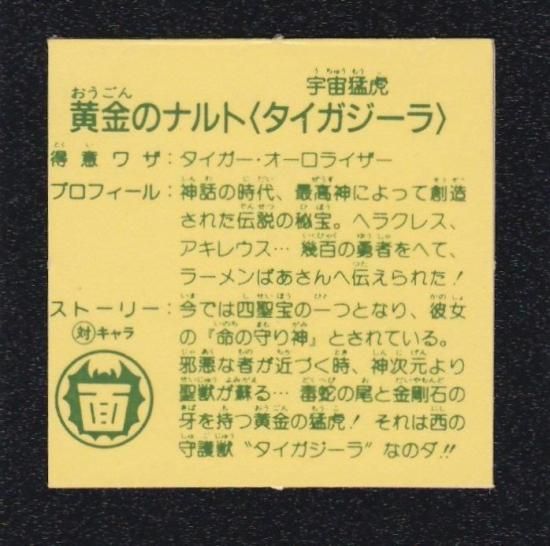 宇宙猛虎
黄金のナルト〈タイガジーラ〉
得意ワザ：タイガー・オーロライザー
プロフィール：神話の時代、最高神によって創造
された伝説の秘宝。ヘラクレス、
アキレウス… 幾百の勇者をへて、
ラーメンばあさんへ伝えられた！
ストーリー：今では四聖宝の一つとなり、彼女
の『命の守り神』とされている。
邪悪な者が近づく時、神次元より
聖獣が蘇る… 毒蛇の尾と金剛石の
牙を持つ黄金の猛虎！ それは西の
守護獣 “タイガジーラ” なのダ!!
対キャラ
面